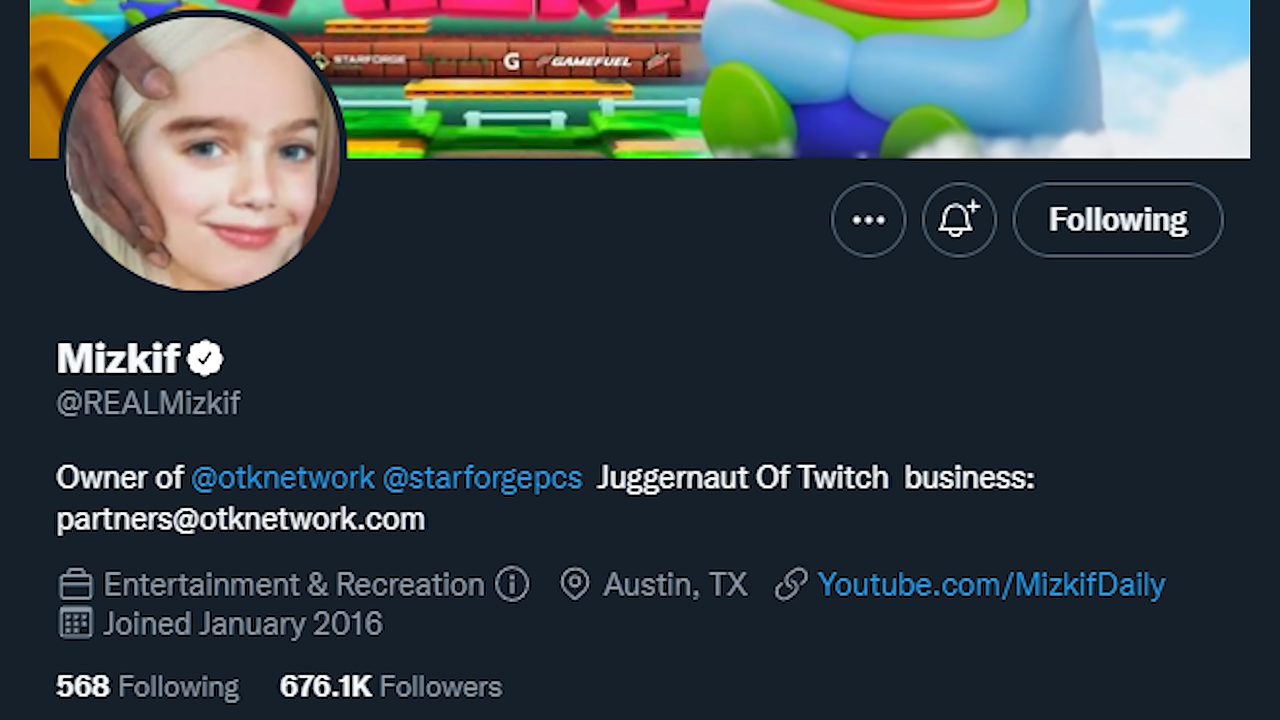 STARFORGE
G GAMEFUEL
Following
Mizkif
@REALMizkif
Owner of @otknetwork @starforgepcs Juggernaut Of Twitch business:
partners@otknetwork.com
Entertainment & Recreation Austin, TX Youtube.com/MizkifDaily
Joined January 2016
568 Following 676.1K Followers